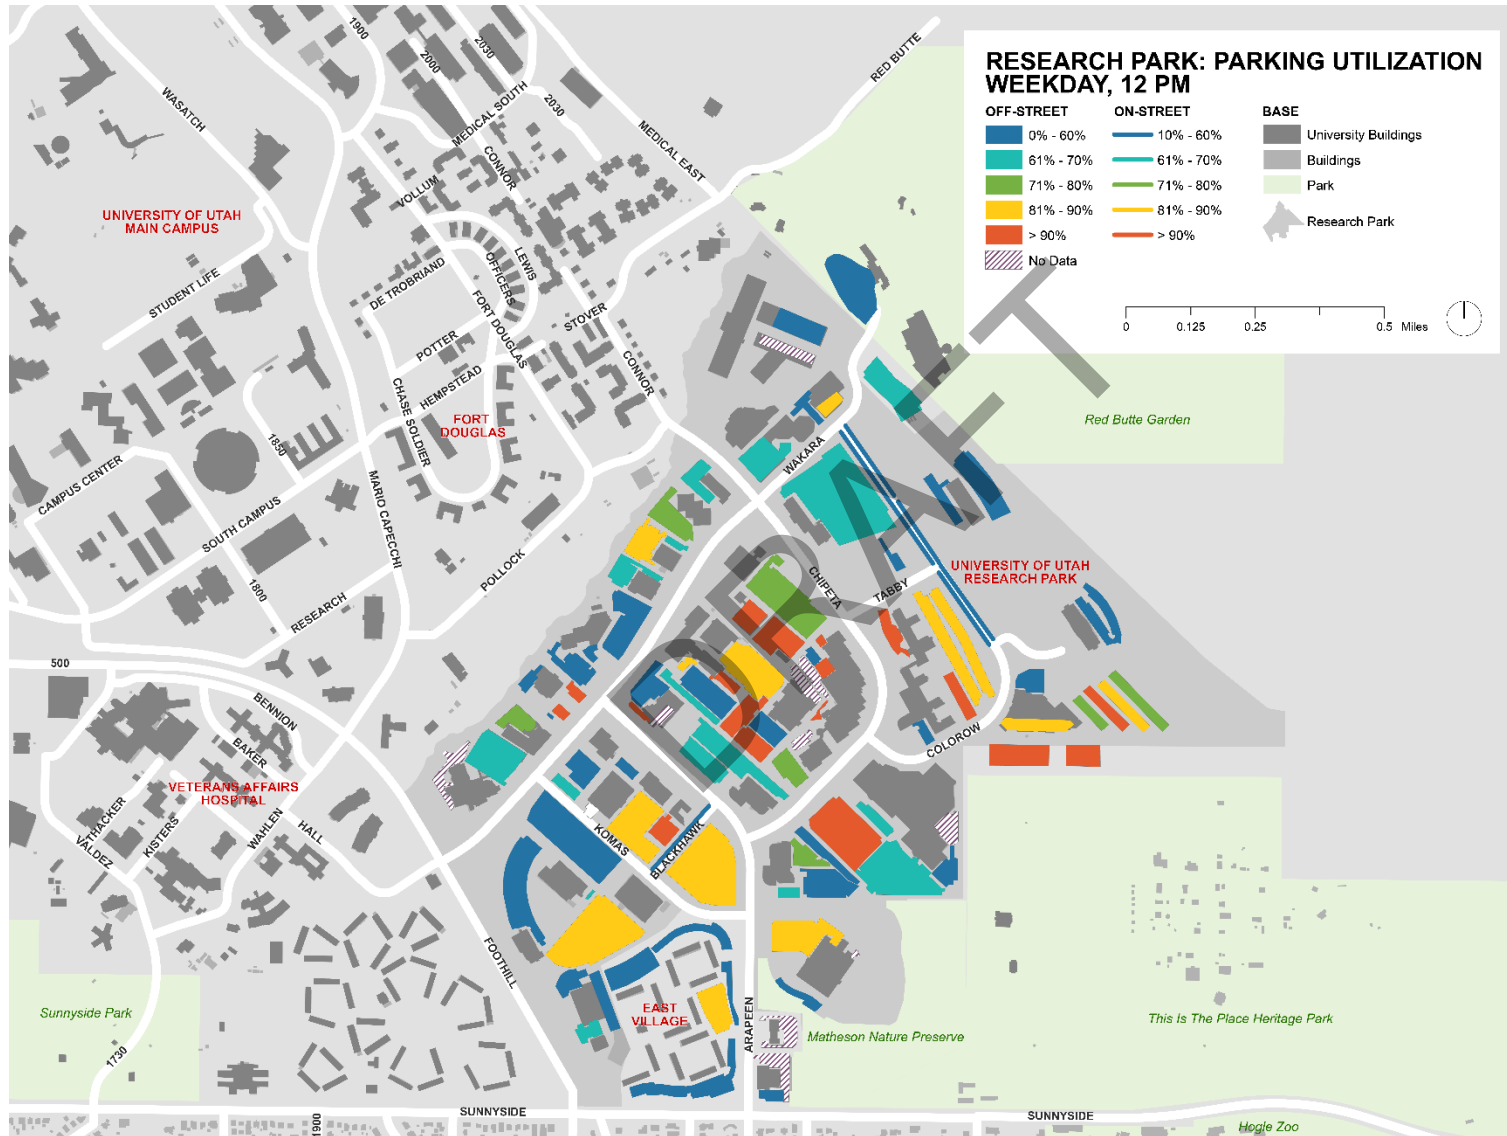 RESEARCH PARK: PARKING UTILIZATION
WEEKDAY, 12 PM
OFF-STREET
0% - 60%
61% - 70%
71% - 80%
81% - 90%
> 90%
No Data
ON-STREET
10% - 60%
61% - 70%
71% - 80%
81% - 90%
> 90%
BASE
University Buildings
Buildings
Park
Research Park
0 0.125 0.25 0.5 Miles
DRAFT
1900
2000
2030
2030
RED BUTTE
WASATCH
MEDICAL SOUTH
MEDICAL EAST
CONNOR
VOLLUM
UNIVERSITY OF UTAH
MAIN CAMPUS
LEWIS
OFFICERS
DE TROBRIAND
STUDENT LIFE
FORT DOUGLAS
STOVER
POTTER
CONNOR
HEMPSTEAD
CHASE SOLDIER
FORT
DOUGLAS
Red Butte Garden
1850
WAKARA
CAMPUS CENTER
MARIO CAPECCHI
SOUTH CAMPUS
POLLOCK
UNIVERSITY OF UTAH
RESEARCH PARK
CHIPETA
TABBY
1800
RESEARCH
500
BENNION
BAKER
COLOROW
VETERANS AFFAIRS
HOSPITAL
THACKER
VALDEZ
KISTERS
WAHLEN
HALL
KOMAS
BLACKHAWK
FOOTHILL
EAST
VILLAGE
ARAPEEN
Sunnyside Park
Matheson Nature Preserve
This Is The Place Heritage Park
1730
SUNNYSIDE
SUNNYSIDE
1900
Hogle Zoo